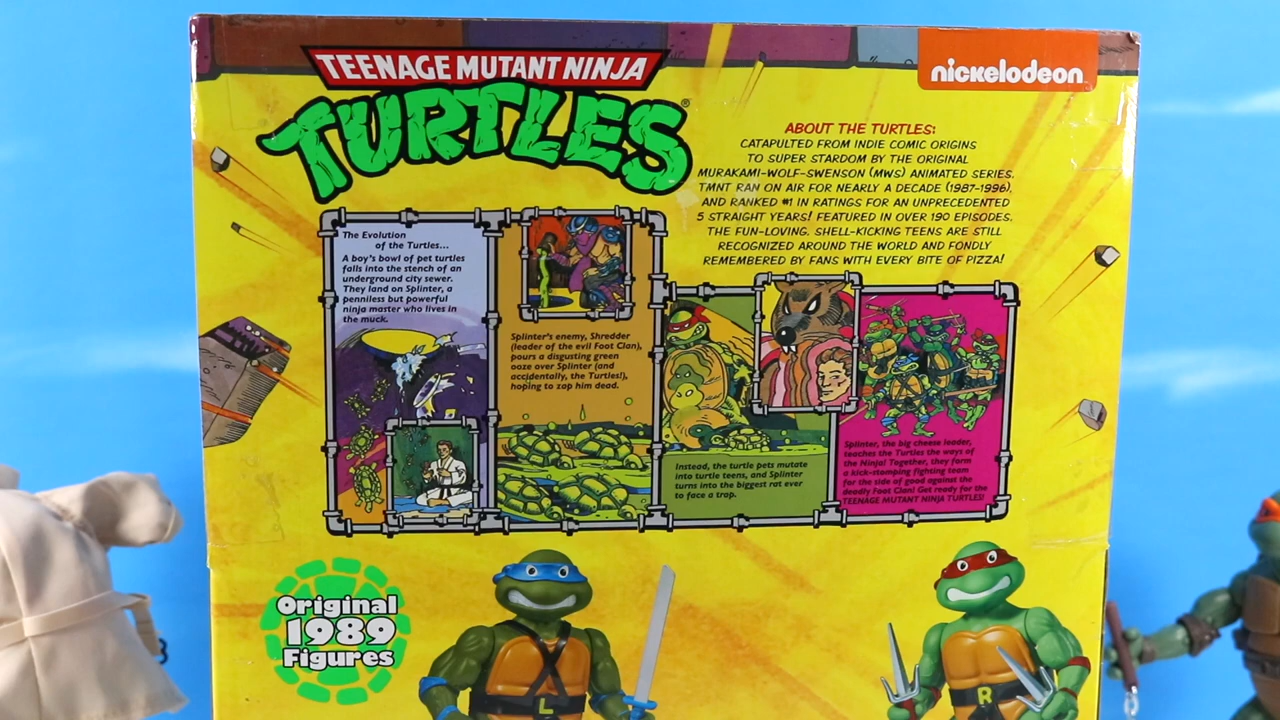 TEENAGE MUTANT NINJA
TURTLES®
nickelodeon
ABOUT THE TURTLES:
CATAPULTED FROM INDIE COMIC ORIGINS
TO SUPER STARDOM BY THE ORIGINAL
MURAKAMI-WOLF-SWENSON (MWS) ANIMATED SERIES.
TMNT RAN ON AIR FOR NEARLY A DECADE (1987-1996),
AND RANKED #1 IN RATINGS FOR AN UNPRECEDENTED
5 STRAIGHT YEARS! FEATURED IN OVER 190 EPISODES.
THE FUN-LOVING, SHELL-KICKING TEENS ARE STILL
RECOGNIZED AROUND THE WORLD AND FONDLY
REMEMBERED BY FANS WITH EVERY BITE OF PIZZA!
The Evolution
of the Turtles...
A boy's bowl of pet turtles
falls into the stench of an
underground city sewer.
They land on Splinter, a
penniless but powerful
ninja master who lives in
the muck.
Splinter's enemy, Shredder
(leader of the evil Foot Clan),
pours a disgusting green
ooze over Splinter (and
accidentally, the Turtles!),
hoping to zap him dead.
Instead, the turtle pets mutate
into turtle teens, and Splinter
turns into the biggest rat ever
to face a trap.
Splinter, the big cheese leader,
teaches the Turtles the ways of
the Ninja! Together, they form
a kick-stomping fighting team
for the side of good against the
deadly Foot Clan! Get ready for the
TEENAGE MUTANT NINJA TURTLES!
Original
1989
Figures
L
R